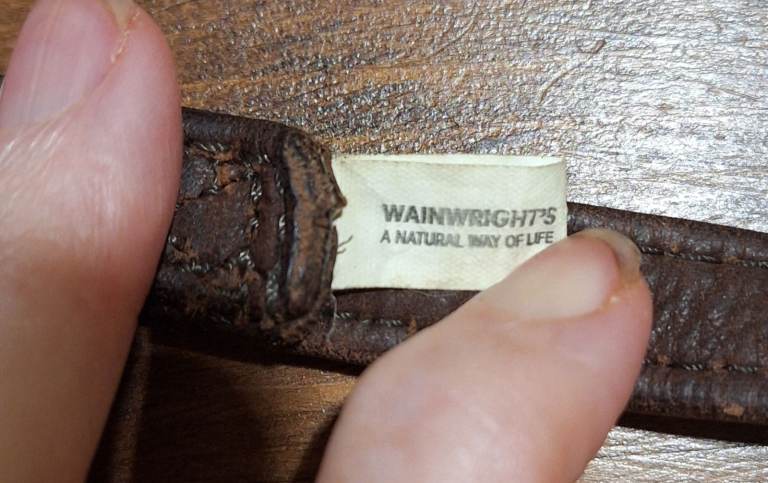 WAINWRIGHT'S
A NATURAL WAY OF LIFE